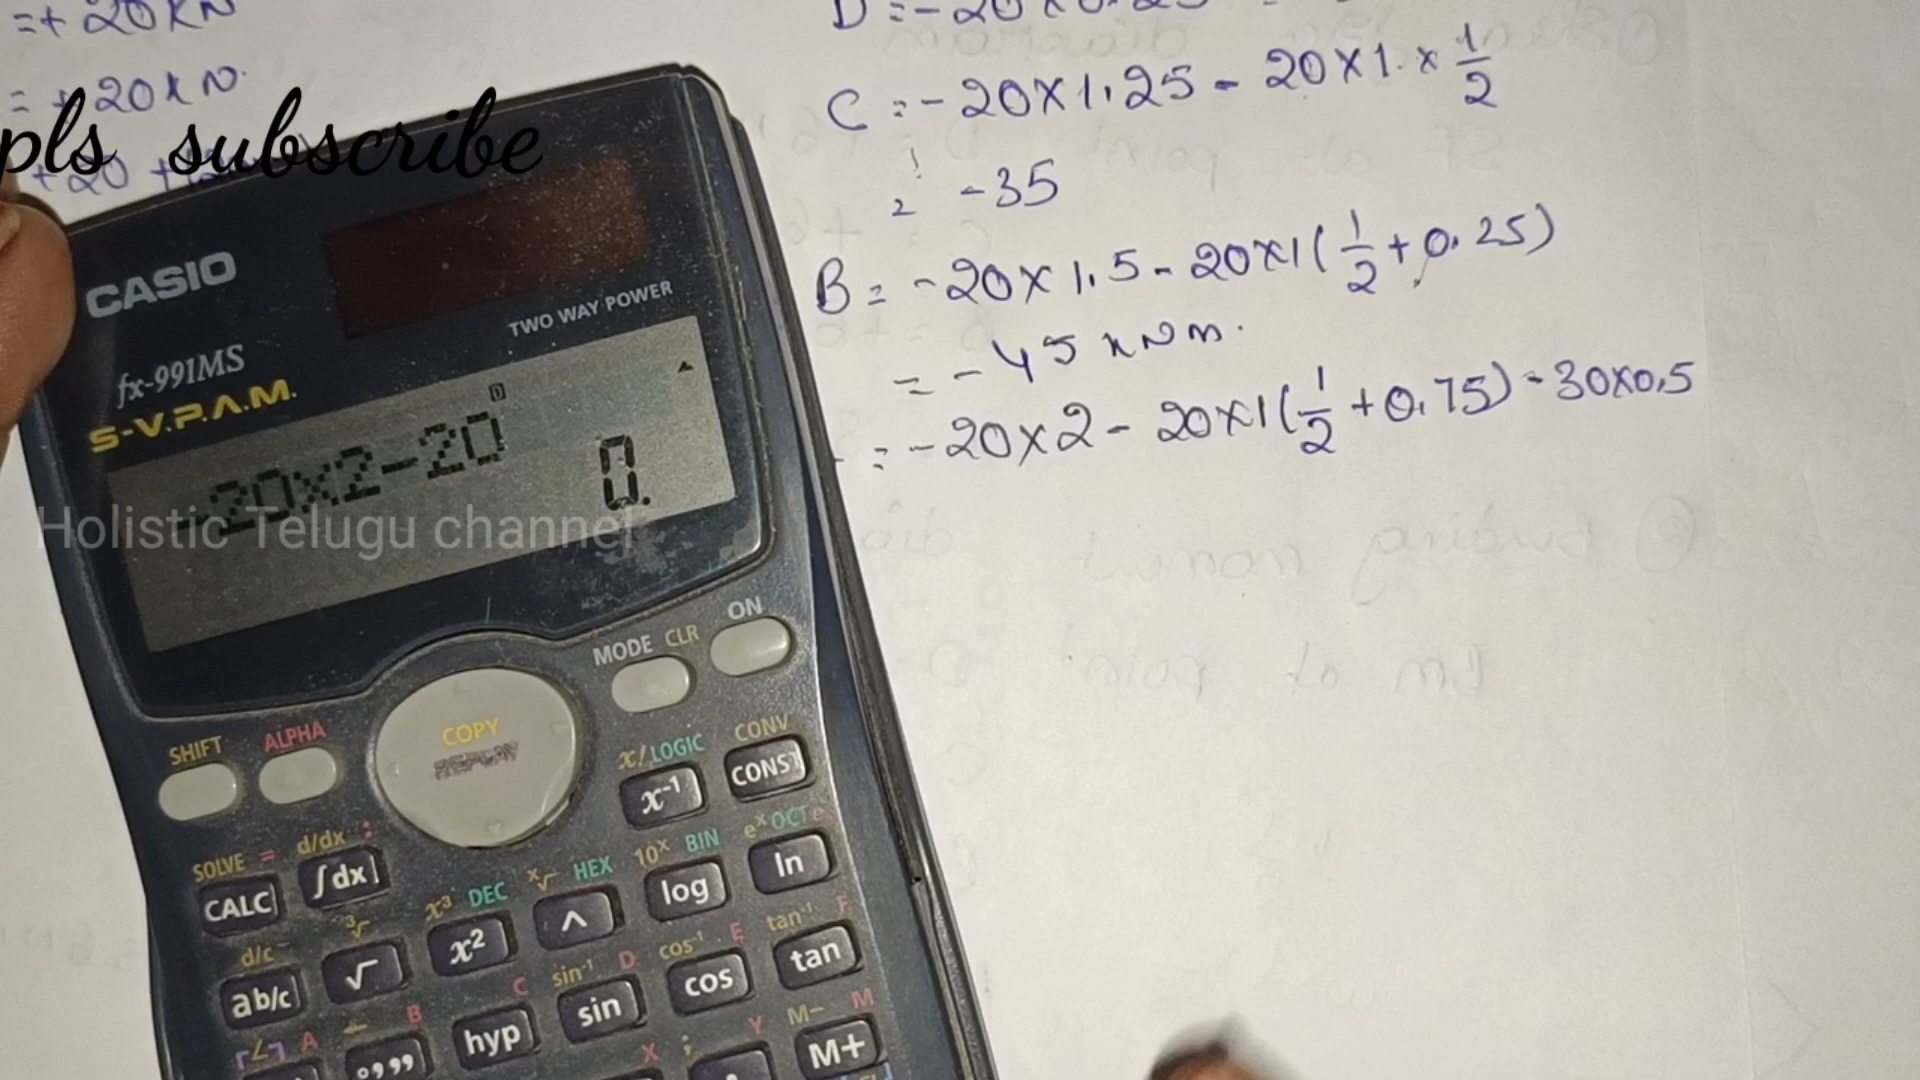 =+ 20KN
= + 20KN.
pls subscribe
+20 +
C = -20×1.25 - 20×1 × 1/2
= -35
B = -20×1.5 - 20×1(1/2 + 0.25)
= -45 KNm.
= -20×2 - 20×1(1/2 + 0.75) - 30×0.5
CASIO
TWO WAY POWER
fx-991MS
S-V.P.A.M.
D
-20×2-20
0.
Holistic Telugu channel
ON
MODE CLR
COPY
REPLAY
SHIFT ALPHA
x! LOGIC CONV
x⁻¹ CONST
SOLVE = d/dx :
CALC ∫dx
x³ DEC ˣ√ HEX 10ˣ BIN eˣ OCT e
x² ^ log ln
d/c ³√ C sin⁻¹ D cos⁻¹ E tan⁻¹ F
ab/c √ hyp sin cos tan
∠ A ← B X ; Y M− M
°,,, M+